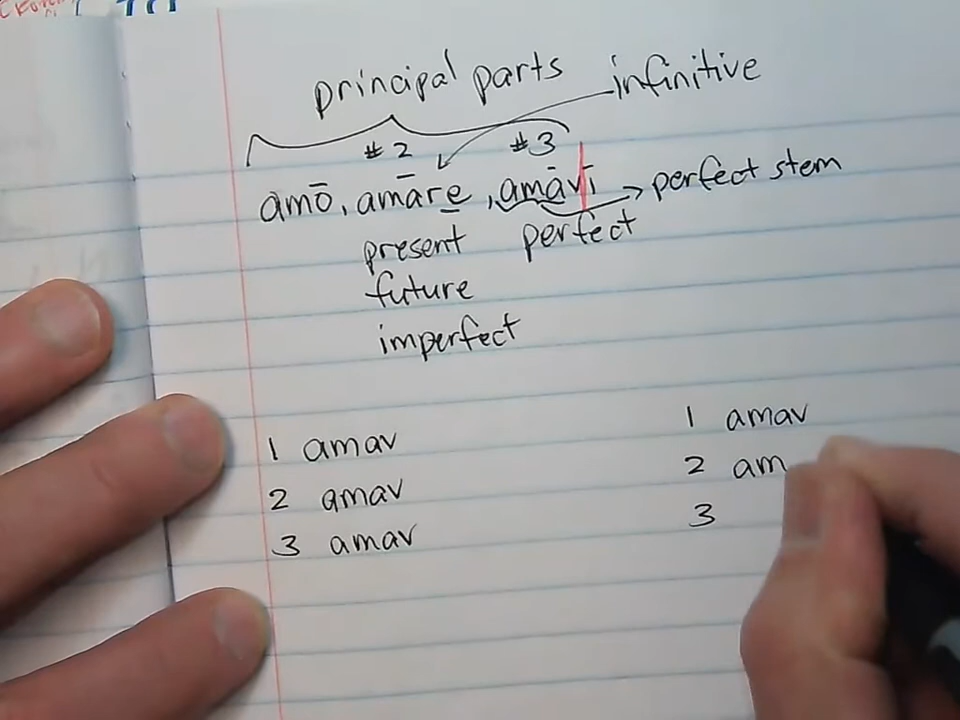 principal parts infinitive
#2 #3
amō, amāre, amāvī → perfect stem
present perfect
future
imperfect
1 amav 1 amav
2 amav 2 am
3 amav 3